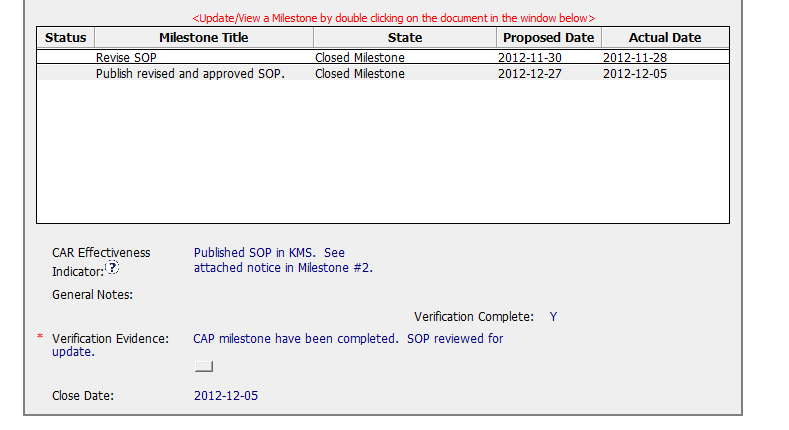 <Update/View a Milestone by double clicking on the document in the window below>
Status Milestone Title State Proposed Date Actual Date
Revise SOP Closed Milestone 2012-11-30 2012-11-28
Publish revised and approved SOP. Closed Milestone 2012-12-27 2012-12-05
CAR Effectiveness Published SOP in KMS. See
Indicator: ? attached notice in Milestone #2.
General Notes:
Verification Complete: Y
* Verification Evidence: CAP milestone have been completed. SOP reviewed for
update.
Close Date: 2012-12-05